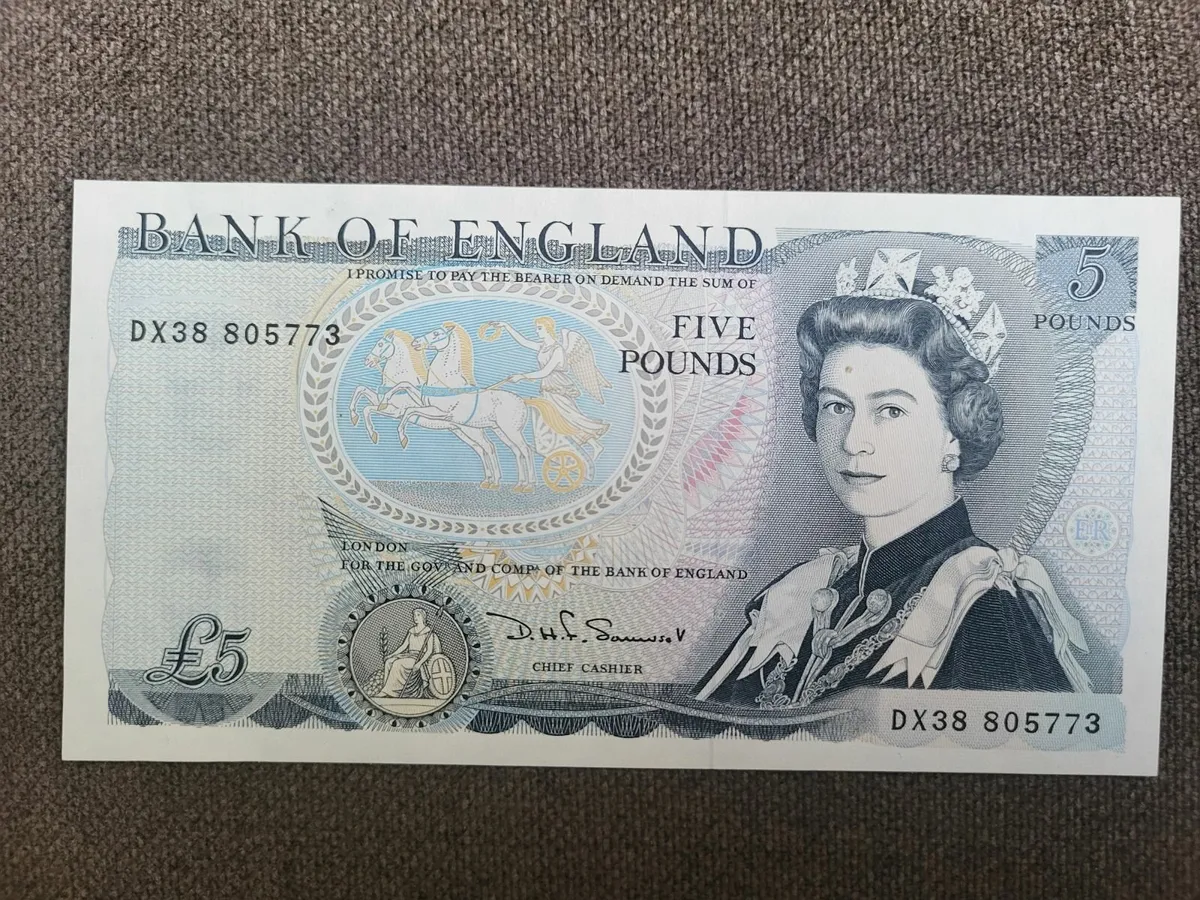 BANK OF ENGLAND
I PROMISE TO PAY THE BEARER ON DEMAND THE SUM OF
5
POUNDS
DX38 805773
FIVE
POUNDS
ER
LONDON
FOR THE GOVR AND COMPA OF THE BANK OF ENGLAND
D.H.F. Somerset
CHIEF CASHIER
£5
DX38 805773